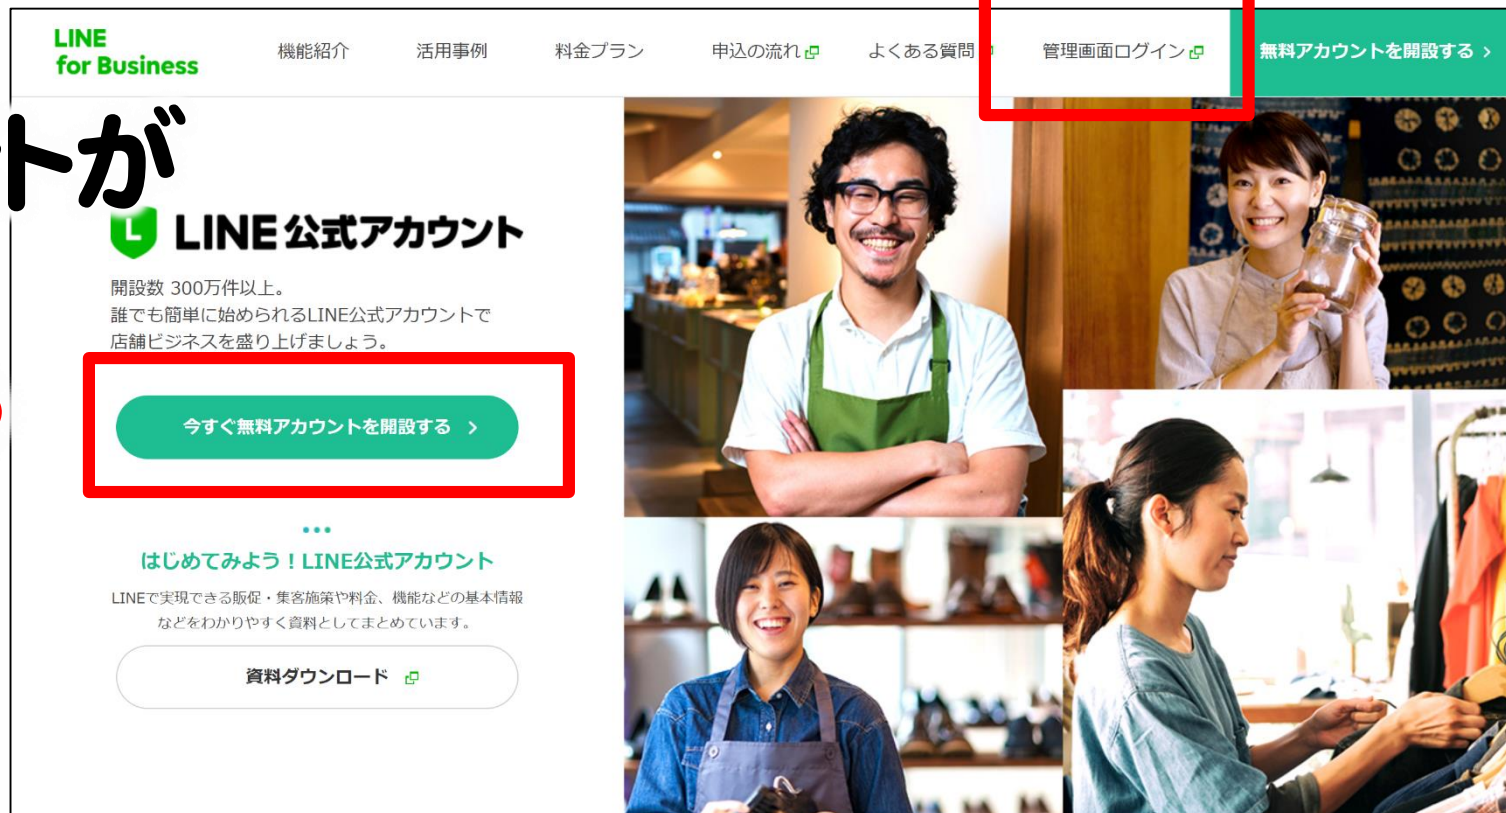 LINE
for Business
機能紹介
活用事例
料金プラン
申込の流れ
よくある質問
管理画面ログイン
無料アカウントを開設する >
トが
L LINE公式アカウント
開設数 300万件以上。
誰でも簡単に始められるLINE公式アカウントで
店舗ビジネスを盛り上げましょう。
今すぐ無料アカウントを開設する >
はじめてみよう!LINE公式アカウント
LINEで実現できる販促・集客施策や料金、機能などの基本情報
などをわかりやすく資料としてまとめています。
資料ダウンロード